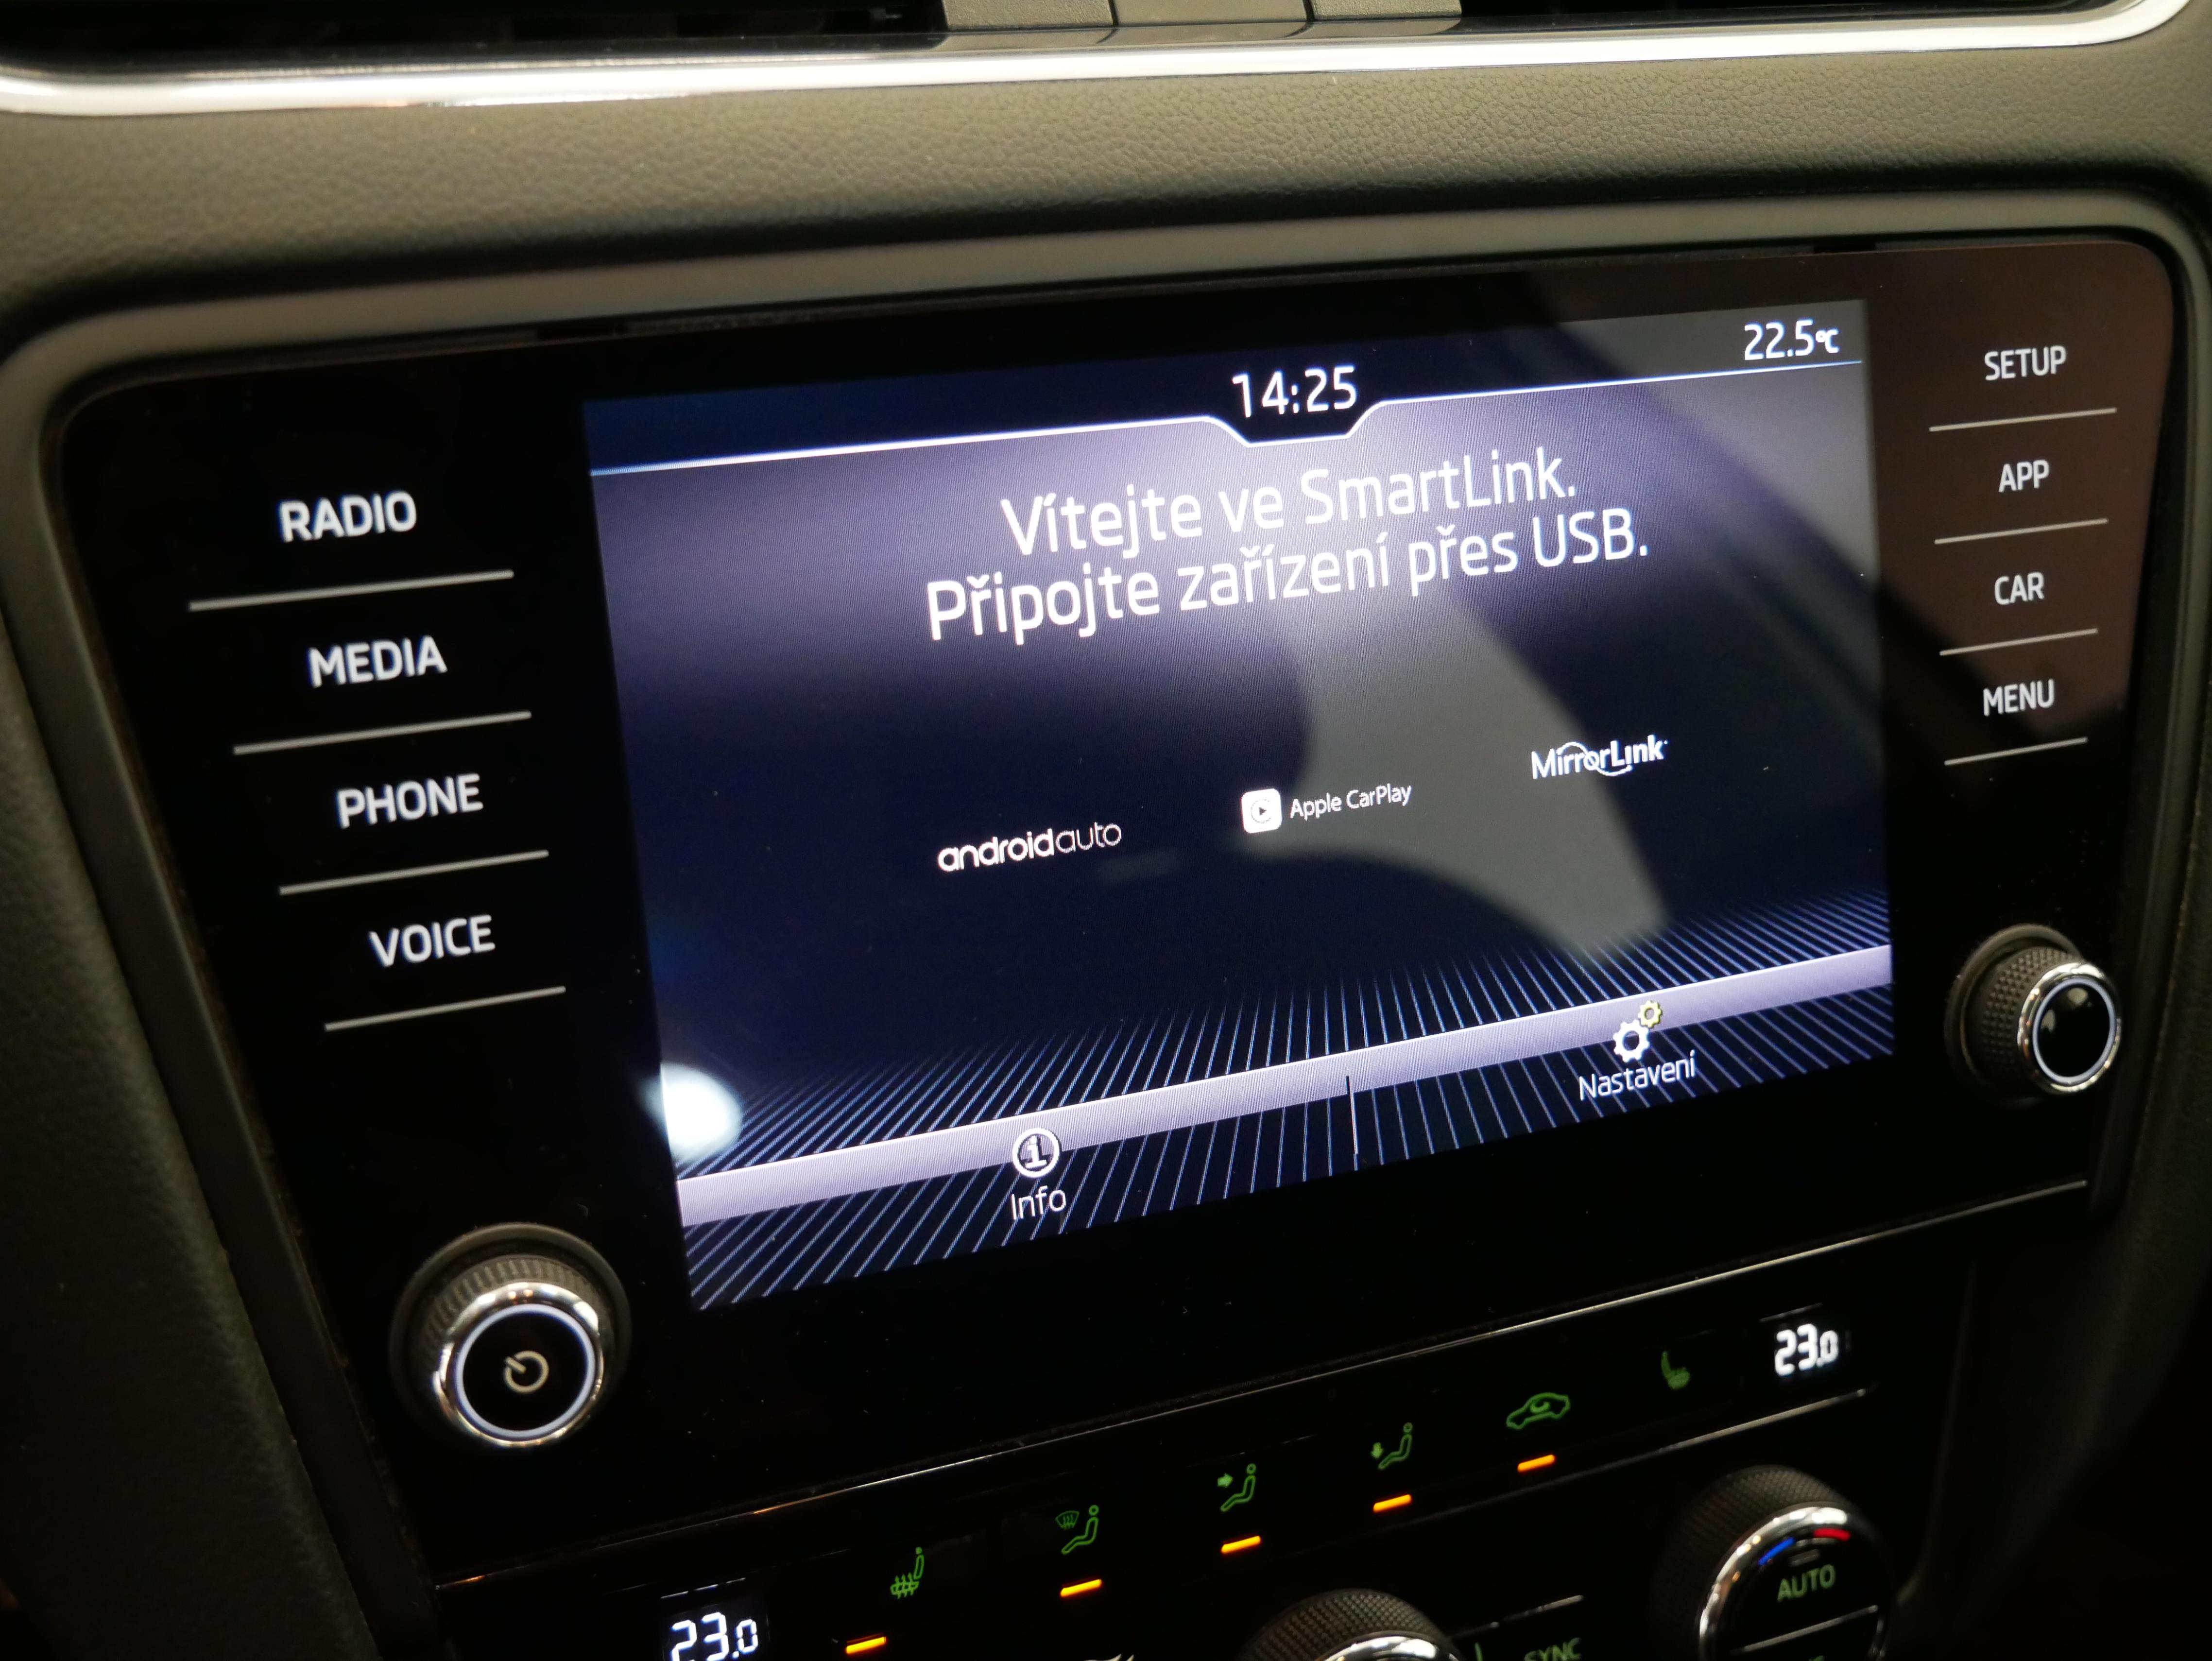 14:25
22.5°C
Vítejte ve SmartLink.
Připojte zařízení přes USB.
androidauto
Apple CarPlay
MirrorLink
Info
Nastavení
RADIO
MEDIA
PHONE
VOICE
SETUP
APP
CAR
MENU
23.0
23.0
AUTO
SYNC